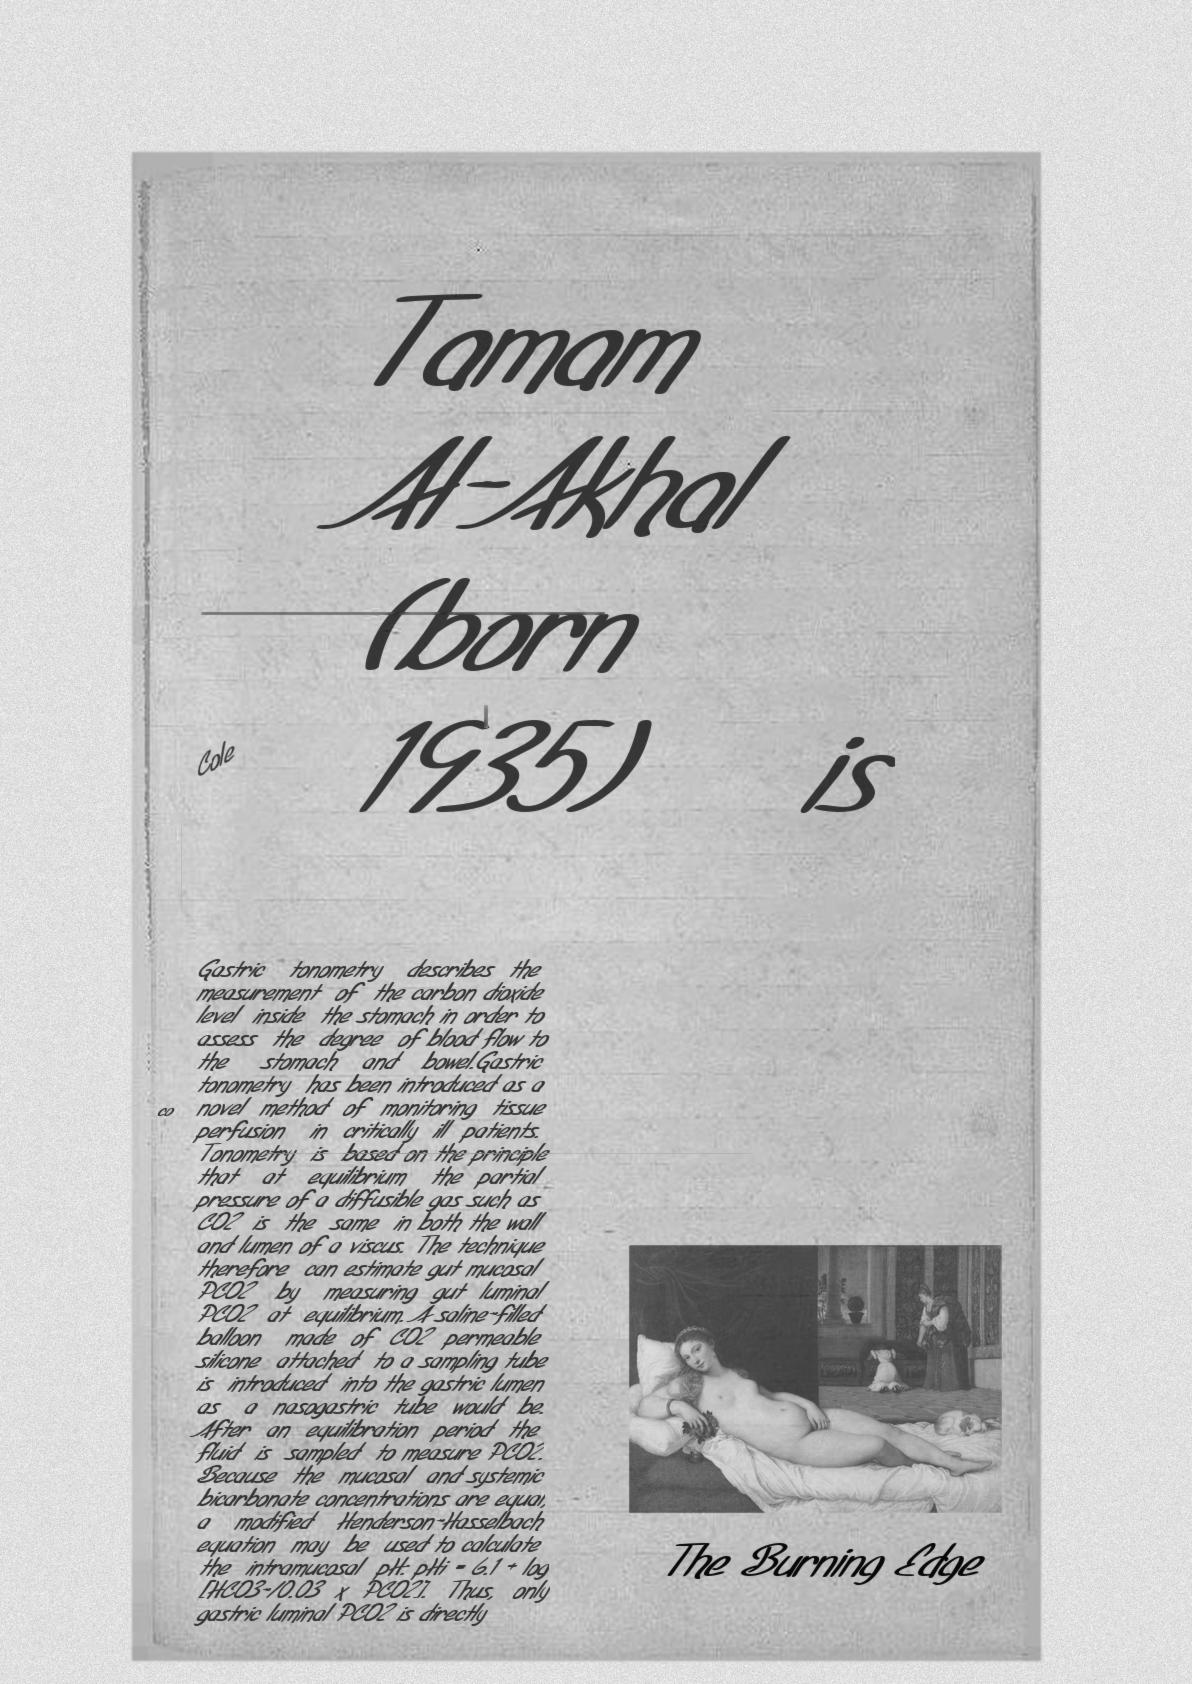 Tamam
Al-Akhal
(born
1935) is
Cole
Gastric tonometry describes the
measurement of the carbon dioxide
level inside the stomach in order to
assess the degree of blood flow to
the stomach and bowel.Gastric
tonometry has been introduced as a
co
novel method of monitoring tissue
perfusion in critically ill patients.
Tonometry is based on the principle
that at equilibrium the partial
pressure of a diffusible gas such as
CO2 is the same in both the wall
and lumen of a viscus. The technique
therefore can estimate gut mucosal
PCO2 by measuring gut luminal
PCO2 at equilibrium. A saline-filled
balloon made of CO2 permeable
silicone attached to a sampling tube
is introduced into the gastric lumen
as a nasogastric tube would be.
After an equilibration period the
fluid is sampled to measure PCO2.
Because the mucosal and systemic
bicarbonate concentrations are equal,
a modified Henderson-Hasselbach
equation may be used to calculate
the intramucosal pH: pHi = 6.1 + log
[HCO3-/0.03 x PCO2]. Thus, only
gastric luminal PCO2 is directly
The Burning Edge